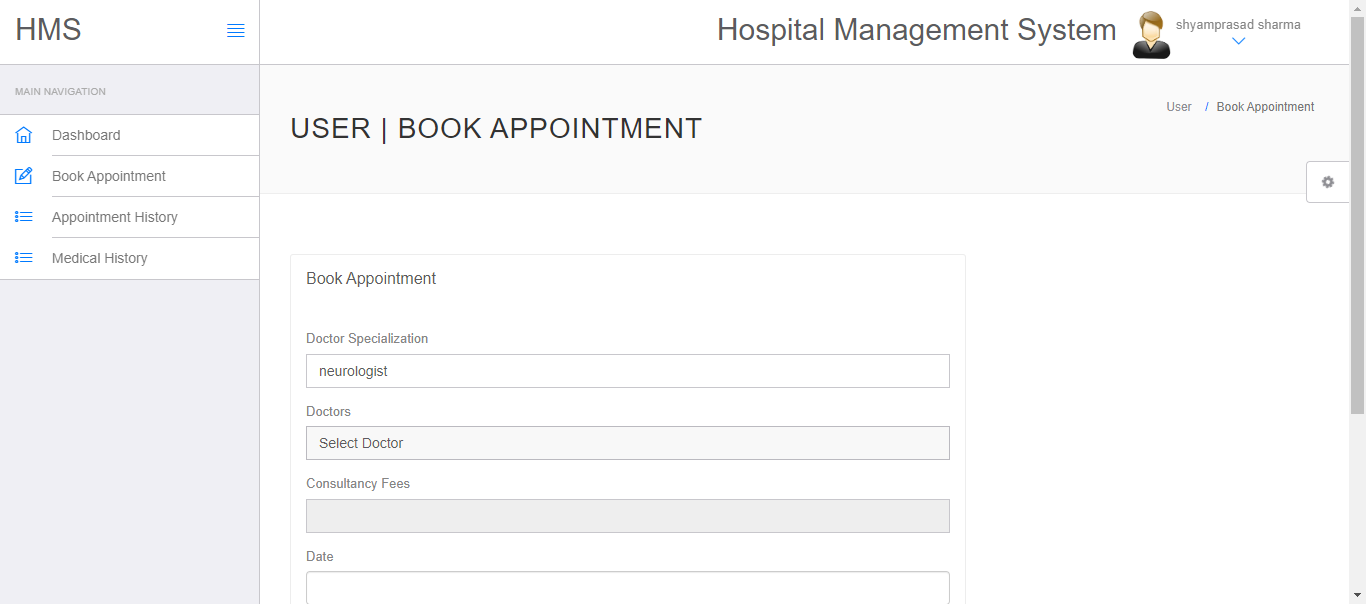 HMS
Hospital Management System
shyamprasad sharma
MAIN NAVIGATION
Dashboard
Book Appointment
Appointment History
Medical History
USER | BOOK APPOINTMENT
User / Book Appointment
Book Appointment
Doctor Specialization
neurologist
Doctors
Select Doctor
Consultancy Fees
Date